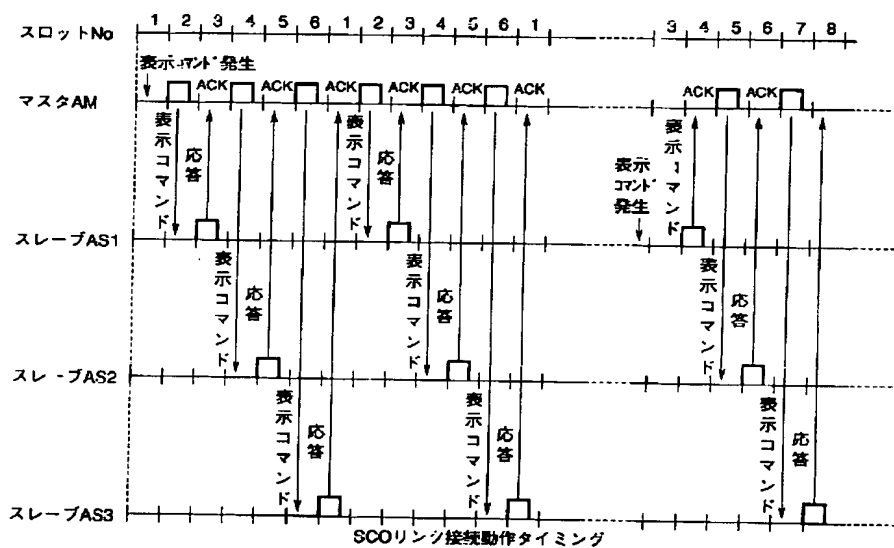 スロットNo 1 2 3 4 5 6 1 2 3 4 5 6 1 3 4 5 6 7 8
表示コマンド発生
マスタAM ACK ACK ACK ACK ACK ACK ACK ACK
表示コマンド
応答
表示コマンド
応答
表示コマンド発生
表示コマンド
スレーブAS1
表示コマンド
応答
表示コマンド
応答
表示コマンド
応答
スレーブAS2
表示コマンド
応答
表示コマンド
応答
表示コマンド
応答
スレーブAS3
SCOリンク接続動作タイミング